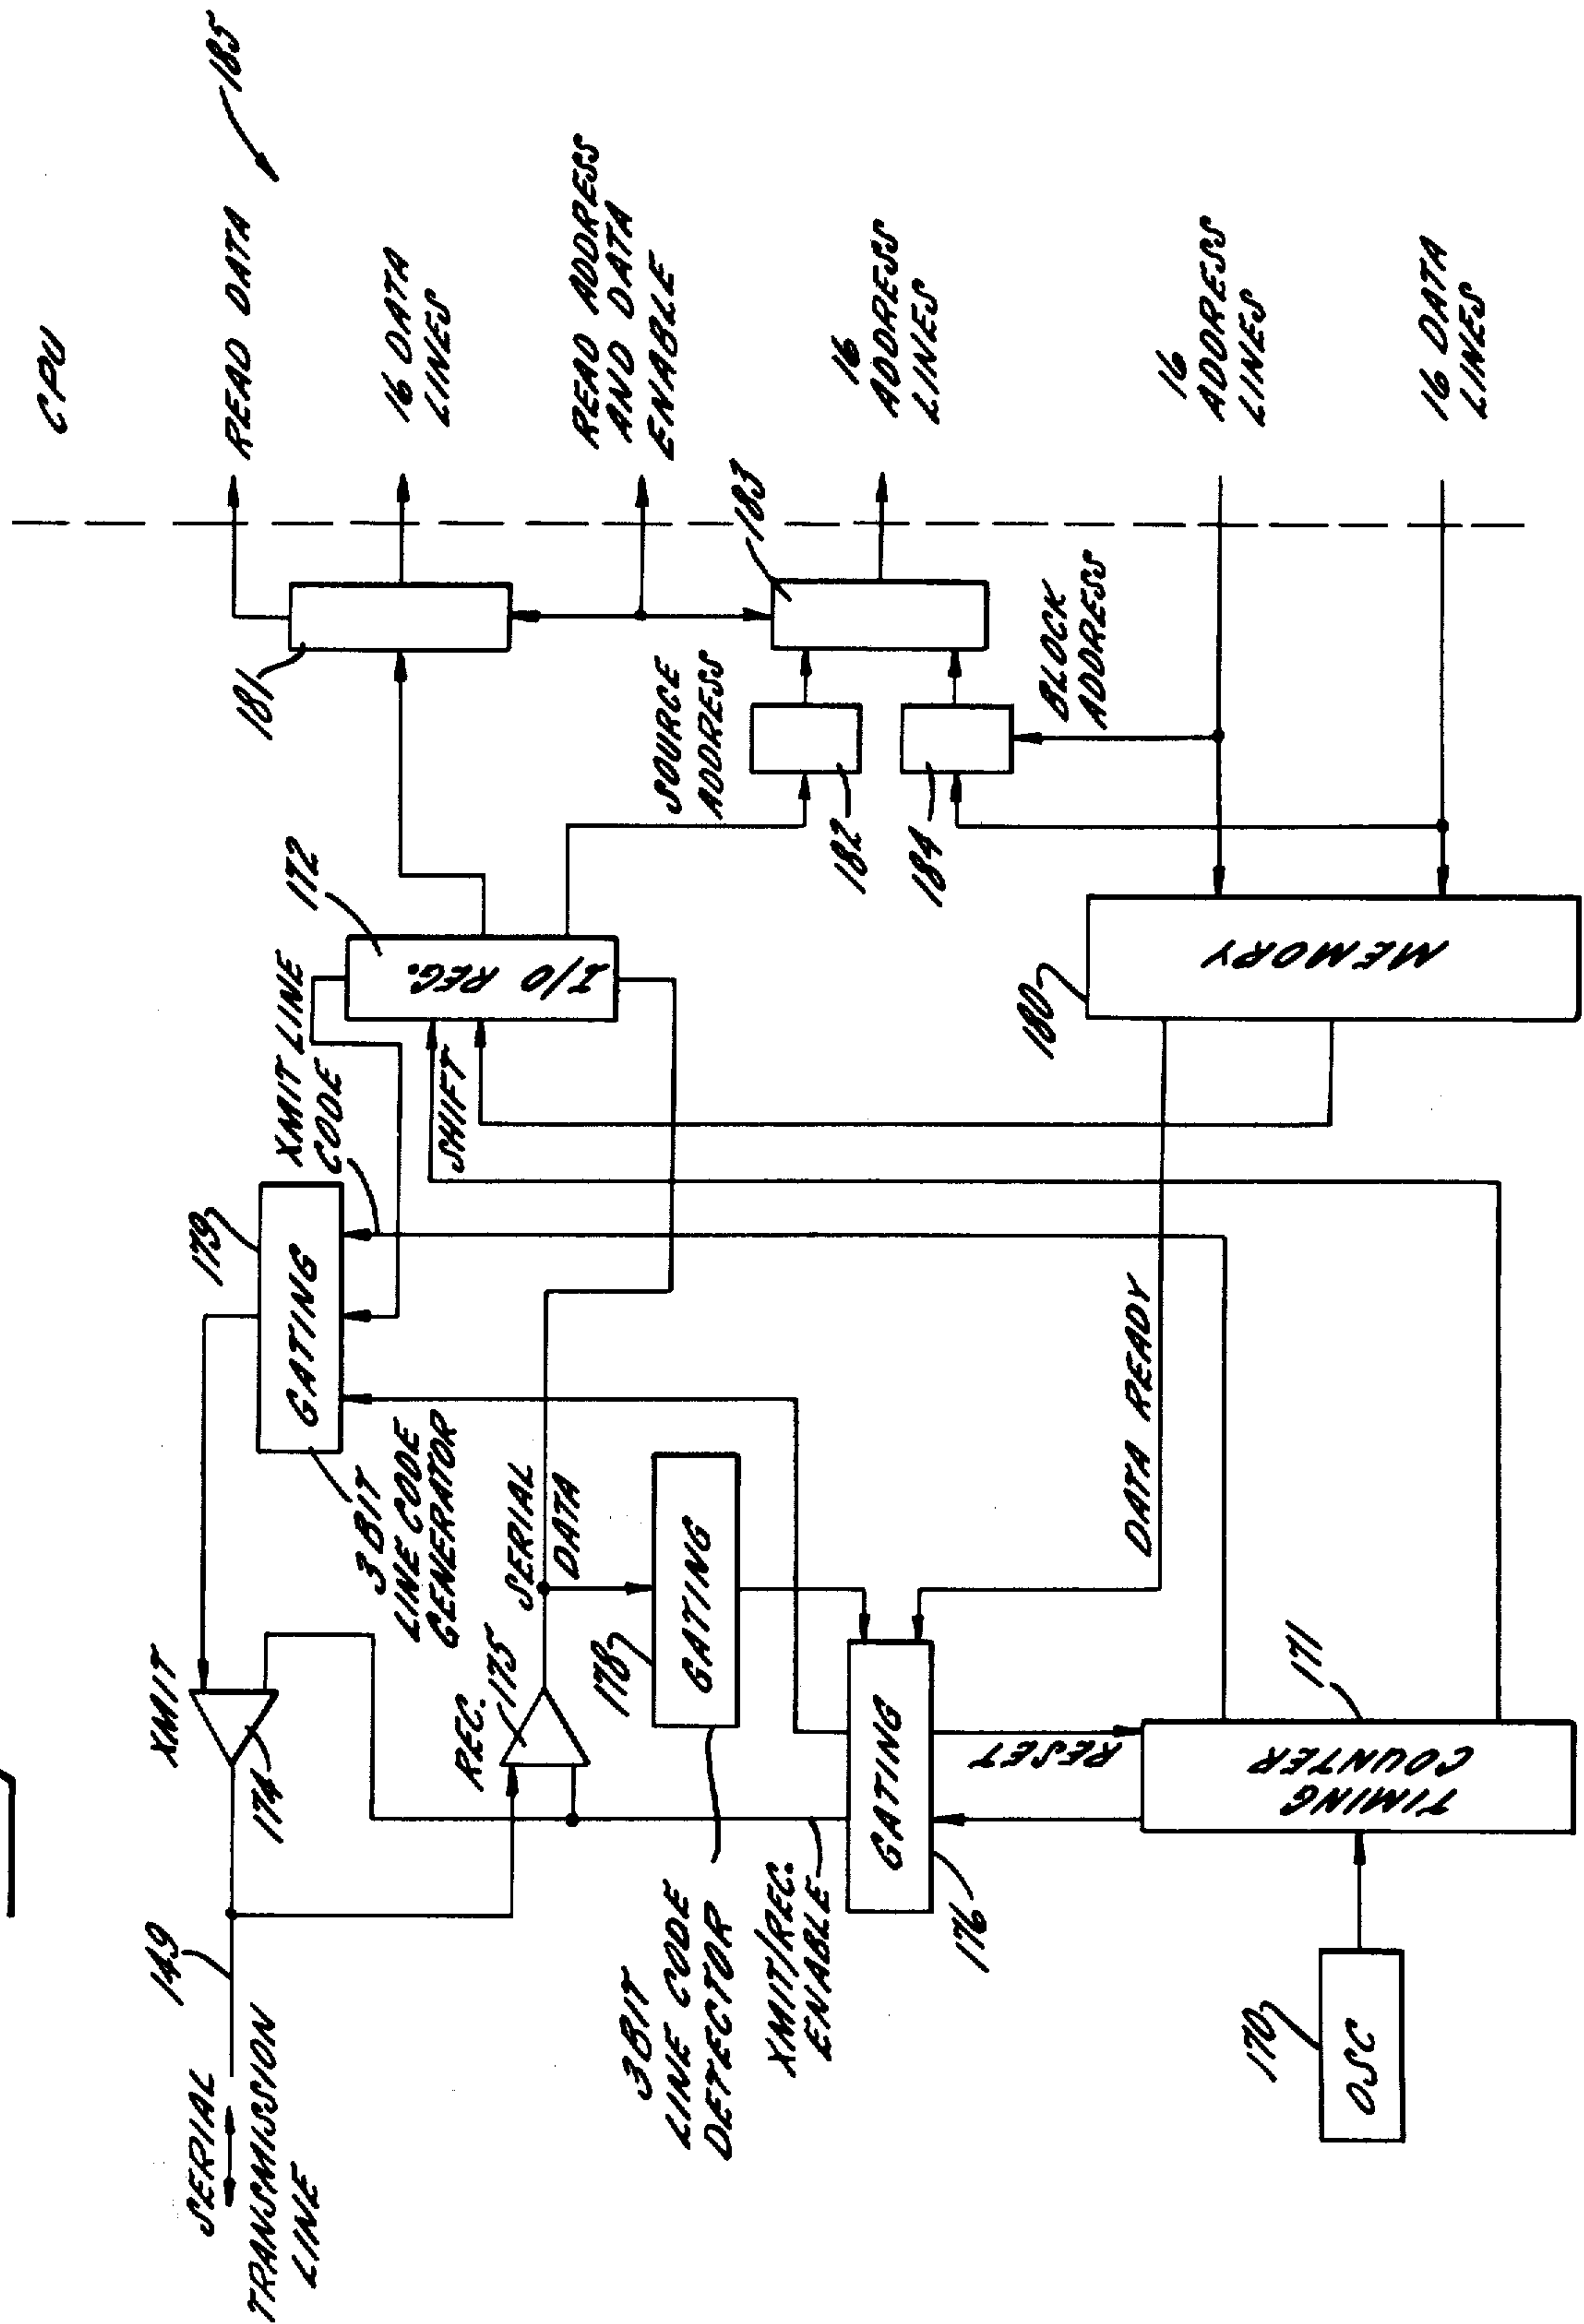 CPU
185
READ DATA
16 DATA
LINES
READ ADDRESS
AND DATA
ENABLE
16
ADDRESS
LINES
16
ADDRESS
LINES
16 DATA
LINES
181
183
SOURCE
ADDRESS
BLOCK
ADDRESS
182
184
172
I/O REG.
SHIFT
XMIT LINE
CODE
180
MEMORY
179
GATING
3 BIT
LINE CODE
GENERATOR
DATA READY
SERIAL
DATA
XMIT
174
REC.
175
178
GATING
3 BIT
LINE CODE
DETECTOR
XMIT/REC.
ENABLE
GATING
176
RESET
171
TIMING
COUNTER
170
OSC
149
SERIAL
TRANSMISSION
LINE